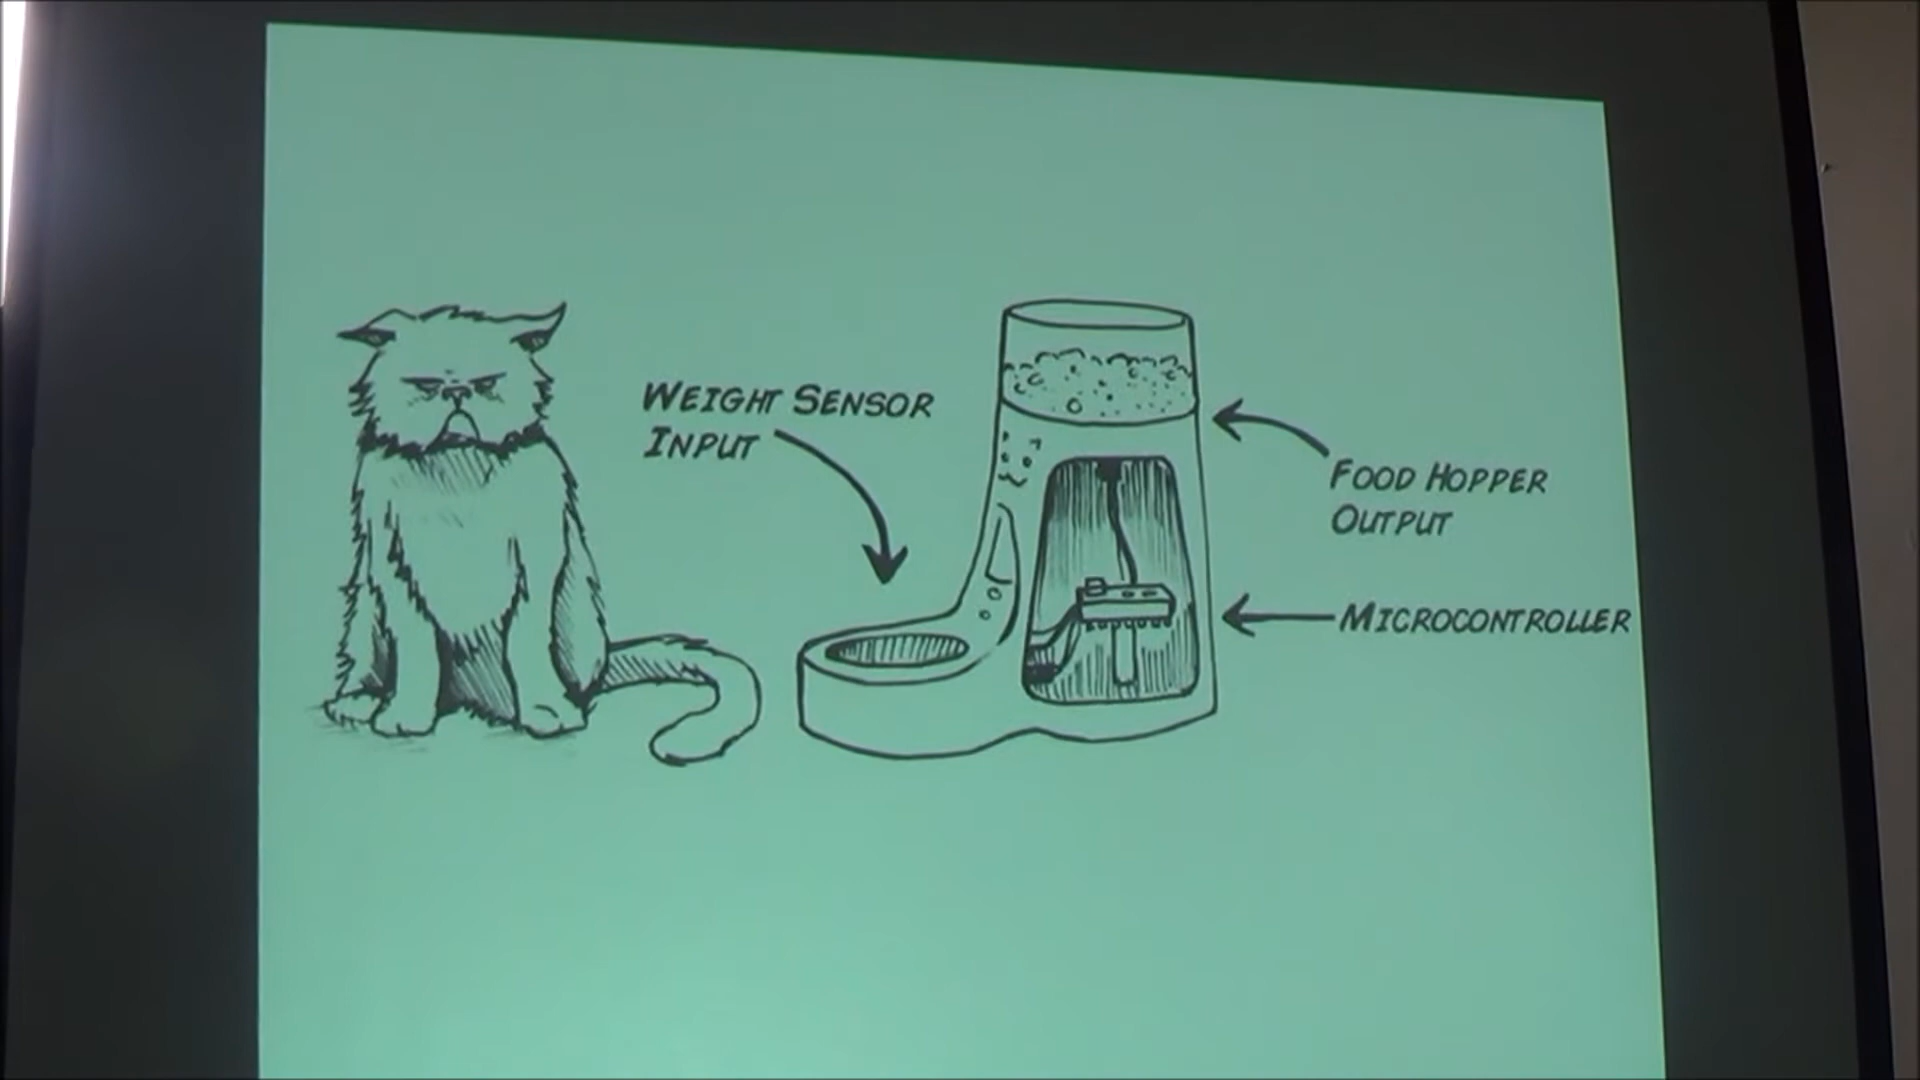 WEIGHT SENSOR
INPUT
FOOD HOPPER
OUTPUT
MICROCONTROLLER